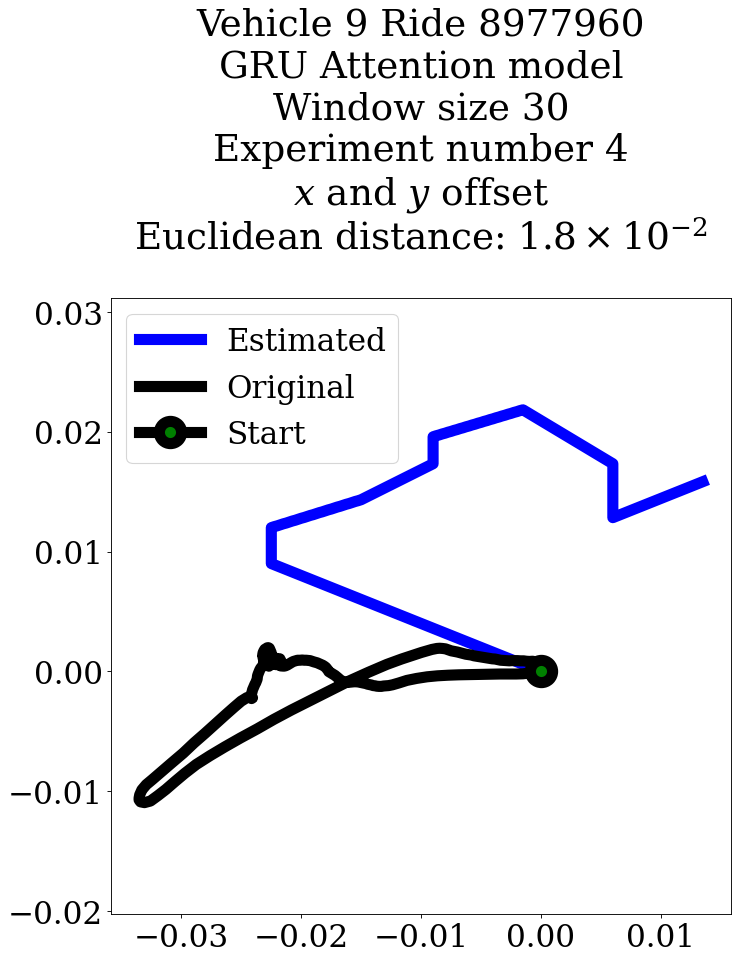 Vehicle 9 Ride 8977960
GRU Attention model
Window size 30
Experiment number 4
x and y offset
Euclidean distance: 1.8 × 10⁻²
Estimated
Original
Start
0.03
0.02
0.01
0.00
−0.01
−0.02
−0.03 −0.02 −0.01 0.00 0.01